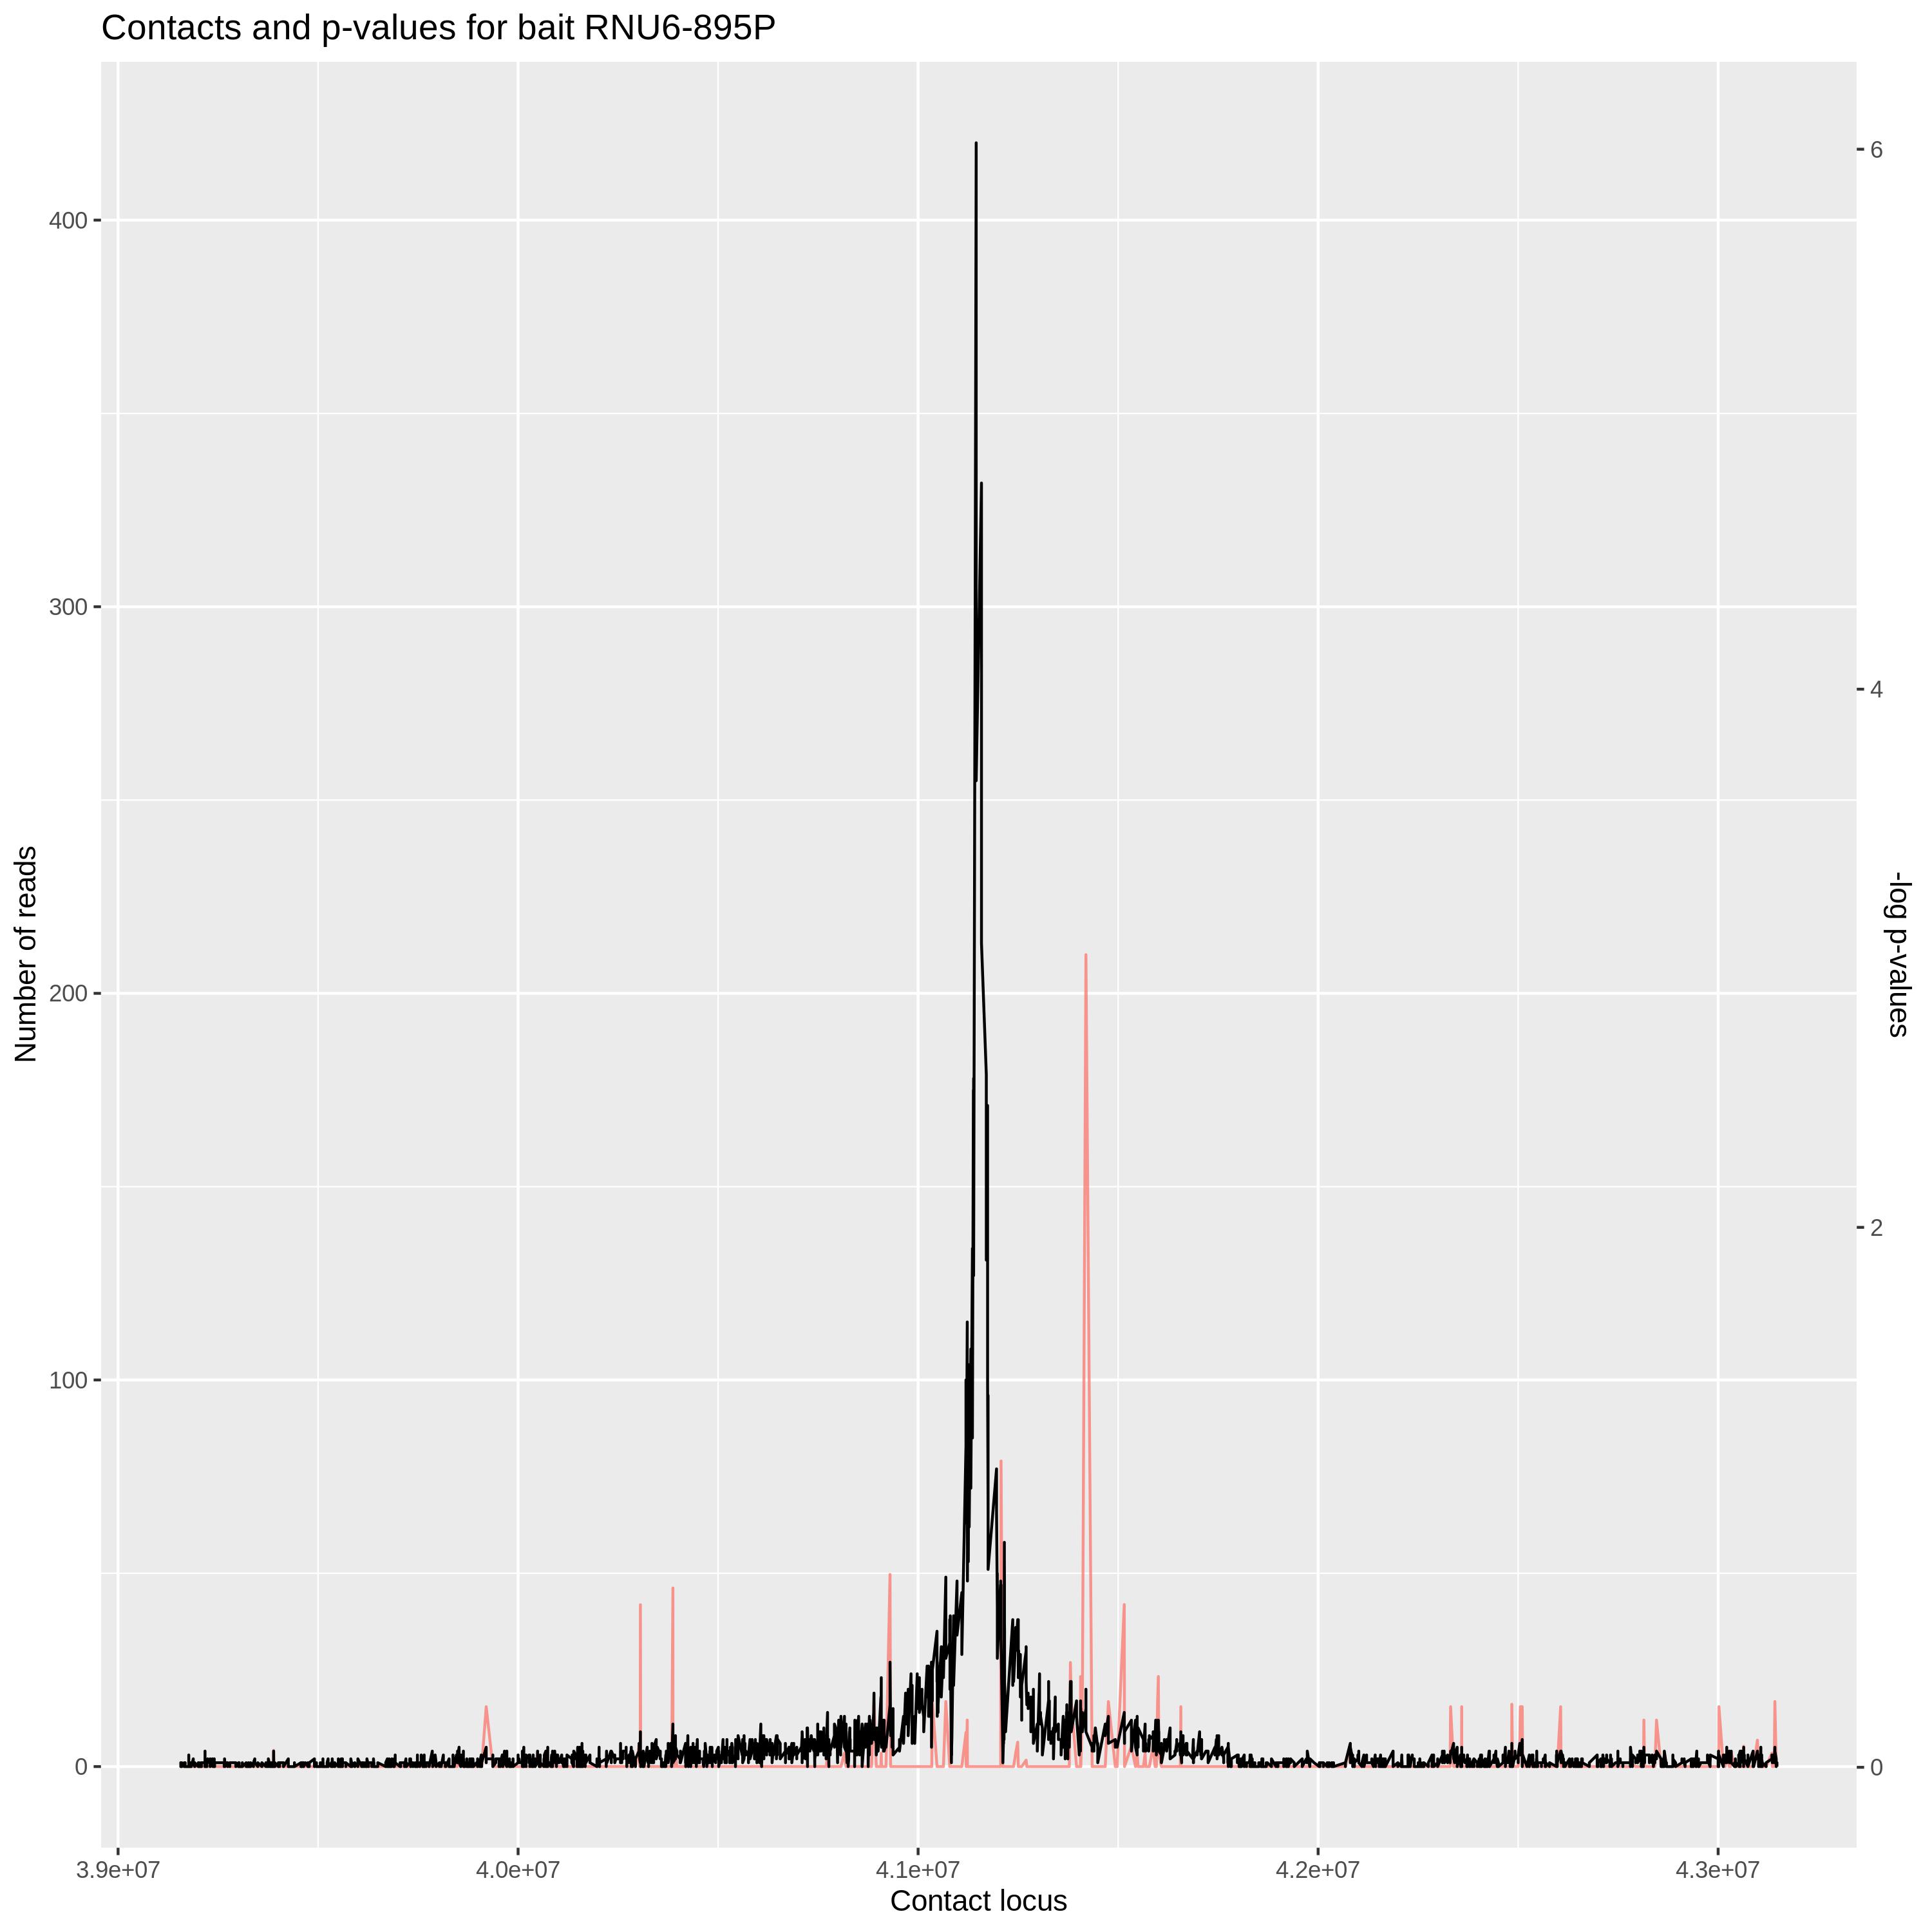 Contacts and p-values for bait RNU6-895P
Number of reads
400
300
200
100
0
6
4
2
0
-log p-values
3.9e+07
4.0e+07
4.1e+07
4.2e+07
4.3e+07
Contact locus